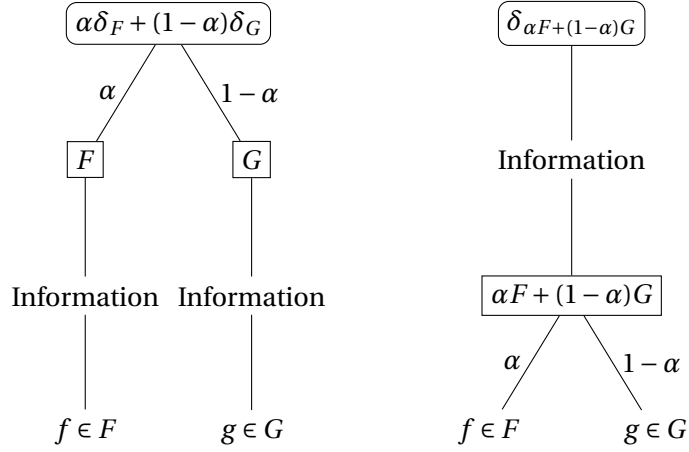 αδ_F + (1−α)δ_G
α
1−α
F
G
Information
Information
f ∈ F
g ∈ G
δ_{αF+(1−α)G}
Information
αF + (1−α)G
α
1−α
f ∈ F
g ∈ G